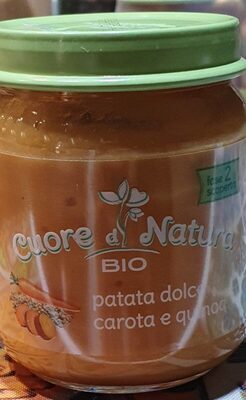 fase 2
scoperta
Cuore di Natura
BIO
patata dolce
carota e quinoa